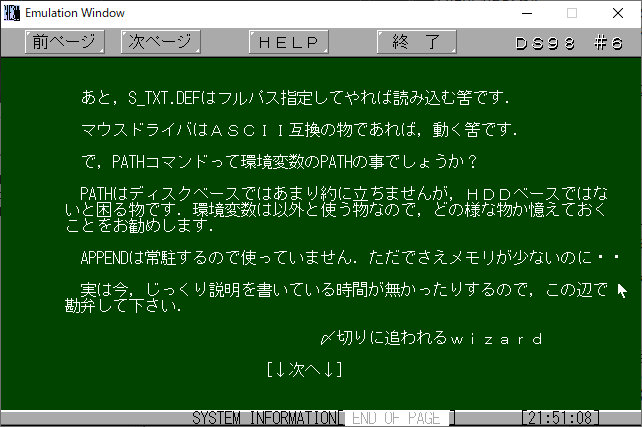 Emulation Window
前ページ 次ページ ＨＥＬＰ 終 了 ＤＳ９８ ＃６
あと，S_TXT.DEFはフルパス指定してやれば読み込む筈です．
マウスドライバはＡＳＣＩＩ互換の物であれば，動く筈です．
で，PATHコマンドって環境変数のPATHの事でしょうか？
PATHはディスクベースではあまり約に立ちませんが，ＨＤＤベースではな
いと困る物です．環境変数は以外と使う物なので，どの様な物か憶えておく
ことをお勧めします．
APPENDは常駐するので使っていません．ただでさえメモリが少ないのに・・
実は今，じっくり説明を書いている時間が無かったりするので，この辺で
勘弁して下さい．
〆切りに追われるｗｉｚａｒｄ
[↓次へ↓]
SYSTEM INFORMATION[ END OF PAGE ] [21:51:08]